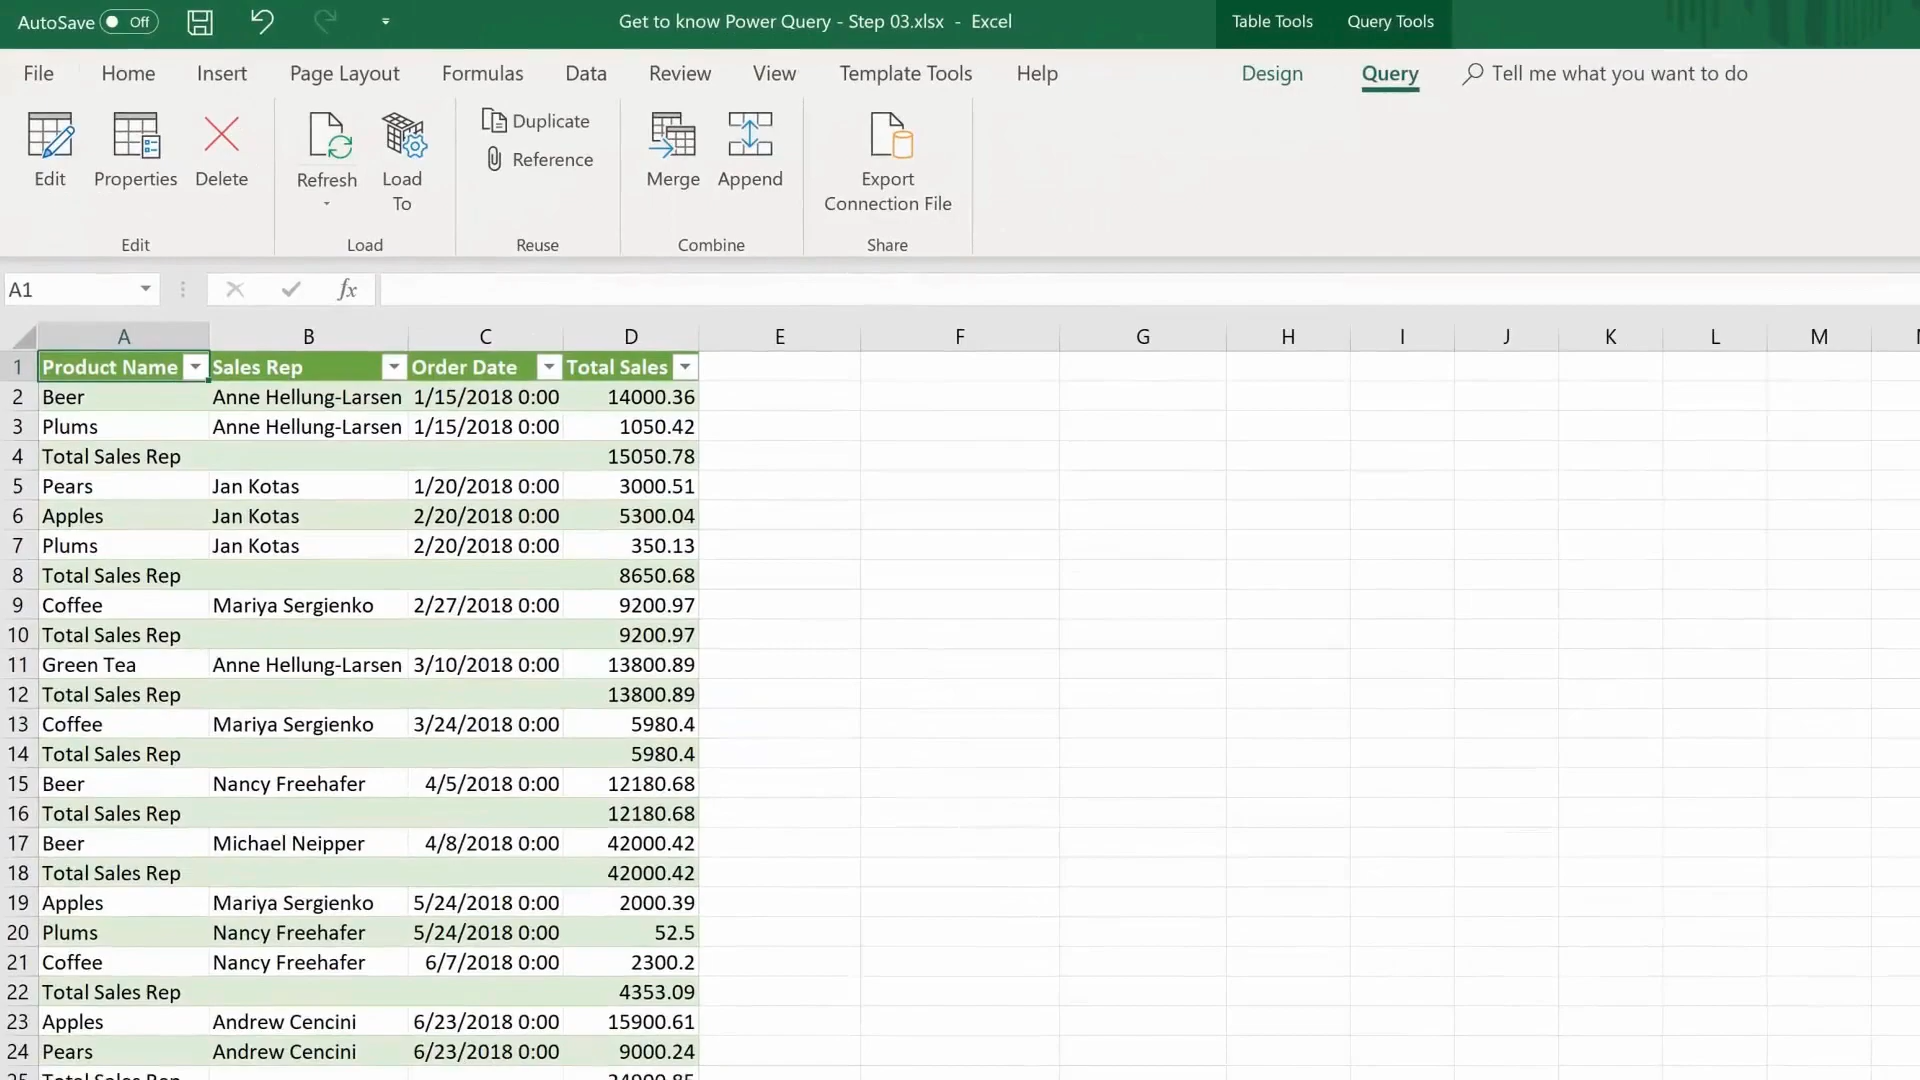 AutoSave Off Get to know Power Query - Step 03.xlsx - Excel Table Tools Query Tools
File Home Insert Page Layout Formulas Data Review View Template Tools Help Design Query Tell me what you want to do
Edit Properties Delete Refresh Load To Duplicate Reference Merge Append Export Connection File
Edit Load Reuse Combine Share
A1 fx
A B C D E F G H I J K L M
1 Product Name Sales Rep Order Date Total Sales
2 Beer Anne Hellung-Larsen 1/15/2018 0:00 14000.36
3 Plums Anne Hellung-Larsen 1/15/2018 0:00 1050.42
4 Total Sales Rep 15050.78
5 Pears Jan Kotas 1/20/2018 0:00 3000.51
6 Apples Jan Kotas 2/20/2018 0:00 5300.04
7 Plums Jan Kotas 2/20/2018 0:00 350.13
8 Total Sales Rep 8650.68
9 Coffee Mariya Sergienko 2/27/2018 0:00 9200.97
10 Total Sales Rep 9200.97
11 Green Tea Anne Hellung-Larsen 3/10/2018 0:00 13800.89
12 Total Sales Rep 13800.89
13 Coffee Mariya Sergienko 3/24/2018 0:00 5980.4
14 Total Sales Rep 5980.4
15 Beer Nancy Freehafer 4/5/2018 0:00 12180.68
16 Total Sales Rep 12180.68
17 Beer Michael Neipper 4/8/2018 0:00 42000.42
18 Total Sales Rep 42000.42
19 Apples Mariya Sergienko 5/24/2018 0:00 2000.39
20 Plums Nancy Freehafer 5/24/2018 0:00 52.5
21 Coffee Nancy Freehafer 6/7/2018 0:00 2300.2
22 Total Sales Rep 4353.09
23 Apples Andrew Cencini 6/23/2018 0:00 15900.61
24 Pears Andrew Cencini 6/23/2018 0:00 9000.24
25 Total Sales Rep